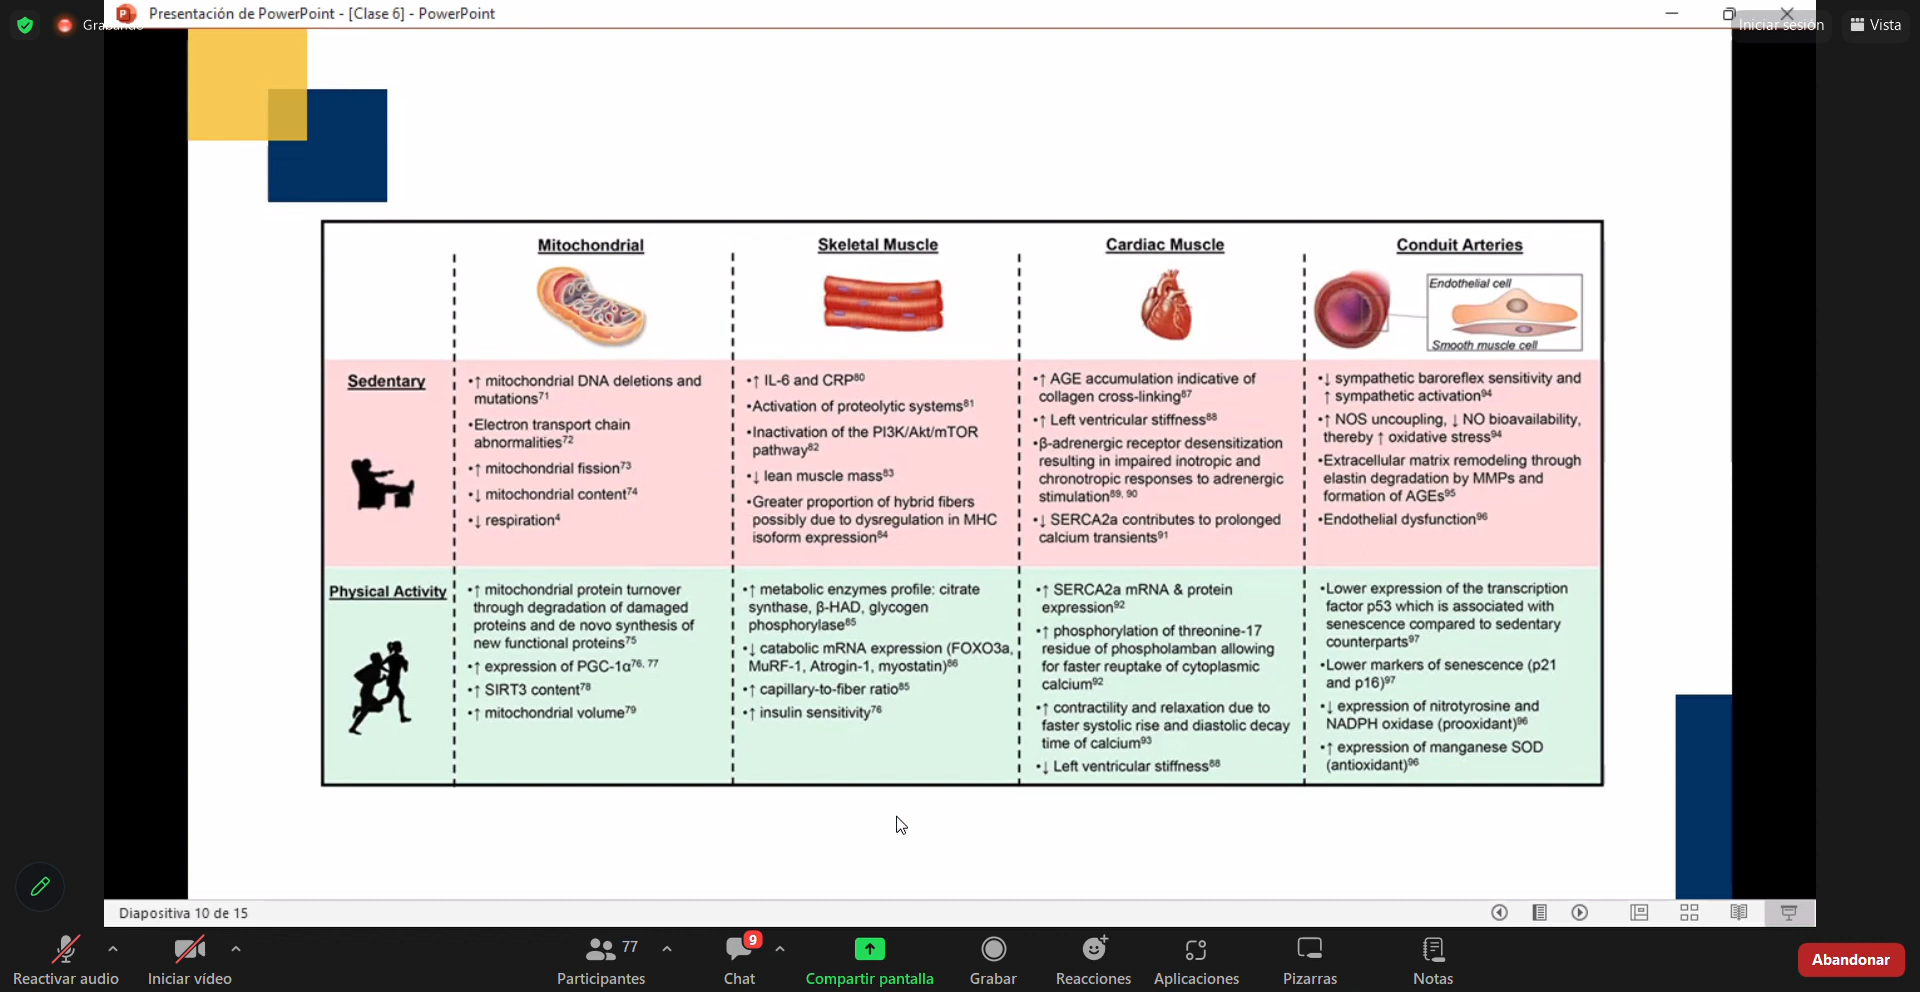 Presentación de PowerPoint - [Clase 6] - PowerPoint
Iniciar sesión
Vista
Mitochondrial
Skeletal Muscle
Cardiac Muscle
Conduit Arteries
Endothelial cell
Smooth muscle cell
Sedentary
•↑ mitochondrial DNA deletions and
mutations71
•Electron transport chain
abnormalities72
•↑ mitochondrial fission73
•↓ mitochondrial content74
•↓ respiration4
•↑ IL-6 and CRP80
•Activation of proteolytic systems81
•Inactivation of the PI3K/Akt/mTOR
pathway82
•↓ lean muscle mass83
•Greater proportion of hybrid fibers
possibly due to dysregulation in MHC
isoform expression84
•↑ AGE accumulation indicative of
collagen cross-linking87
•↑ Left ventricular stiffness88
•β-adrenergic receptor desensitization
resulting in impaired inotropic and
chronotropic responses to adrenergic
stimulation89, 90
•↓ SERCA2a contributes to prolonged
calcium transients91
•↓ sympathetic baroreflex sensitivity and
↑ sympathetic activation94
•↑ NOS uncoupling, ↓ NO bioavailability,
thereby ↑ oxidative stress94
•Extracellular matrix remodeling through
elastin degradation by MMPs and
formation of AGEs95
•Endothelial dysfunction96
Physical Activity
•↑ mitochondrial protein turnover
through degradation of damaged
proteins and de novo synthesis of
new functional proteins75
•↑ expression of PGC-1α76, 77
•↑ SIRT3 content78
•↑ mitochondrial volume79
•↑ metabolic enzymes profile: citrate
synthase, β-HAD, glycogen
phosphorylase85
•↓ catabolic mRNA expression (FOXO3a,
MuRF-1, Atrogin-1, myostatin)86
•↑ capillary-to-fiber ratio85
•↑ insulin sensitivity76
•↑ SERCA2a mRNA & protein
expression92
•↑ phosphorylation of threonine-17
residue of phospholamban allowing
for faster reuptake of cytoplasmic
calcium92
•↑ contractility and relaxation due to
faster systolic rise and diastolic decay
time of calcium93
•↓ Left ventricular stiffness88
•Lower expression of the transcription
factor p53 which is associated with
senescence compared to sedentary
counterparts97
•Lower markers of senescence (p21
and p16)97
•↓ expression of nitrotyrosine and
NADPH oxidase (prooxidant)96
•↑ expression of manganese SOD
(antioxidant)96
Diapositiva 10 de 15
Reactivar audio
Iniciar vídeo
77
Participantes
9
Chat
Compartir pantalla
Grabar
Reacciones
Aplicaciones
Pizarras
Notas
Abandonar